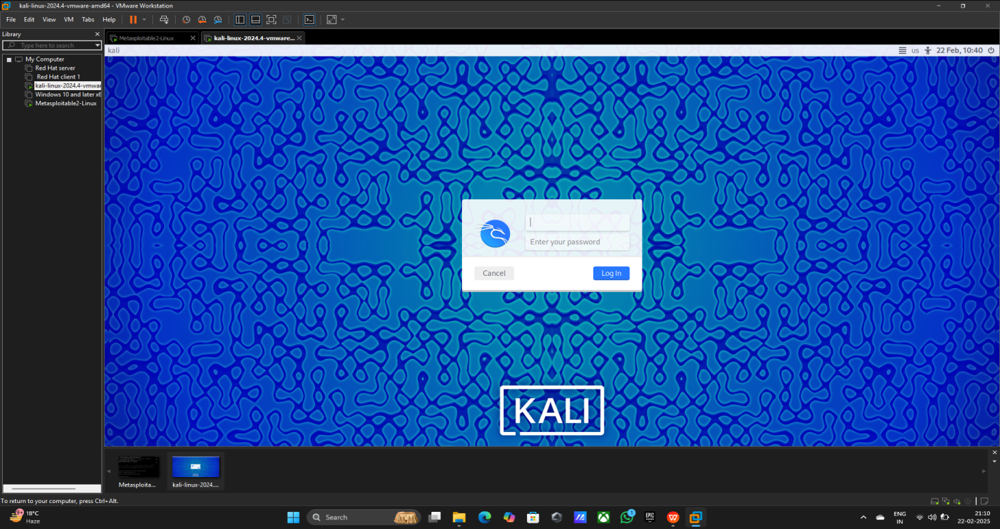 kali-linux-2024.4-vmware-amd64 - VMware Workstation
File Edit View VM Tabs Help
Library
Type here to search
My Computer
Red Hat server
Red Hat client 1
kali-linux-2024.4-vmwar
Windows 10 and later x6
Metasploitable2-Linux
Metasploitable2-Linux
kali-linux-2024.4-vmware...
kali
us
22 Feb, 10:40
Enter your password
Cancel
Log In
KALI
Metasploita...
kali-linux-2024....
To return to your computer, press Ctrl+Alt.
9+
18°C
Haze
Search
1
EPIC
GAMES
ENG
IN
21:10
22-02-2025